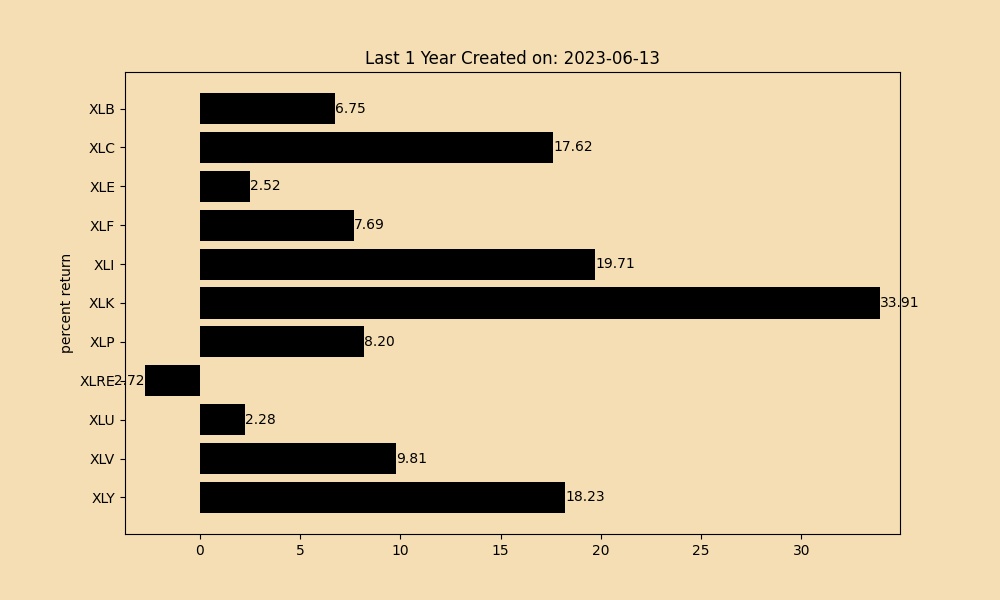 Last 1 Year Created on: 2023-06-13
percent return
XLB 6.75
XLC 17.62
XLE 2.52
XLF 7.69
XLI 19.71
XLK 33.91
XLP 8.20
XLRE -2.72
XLU 2.28
XLV 9.81
XLY 18.23
0 5 10 15 20 25 30